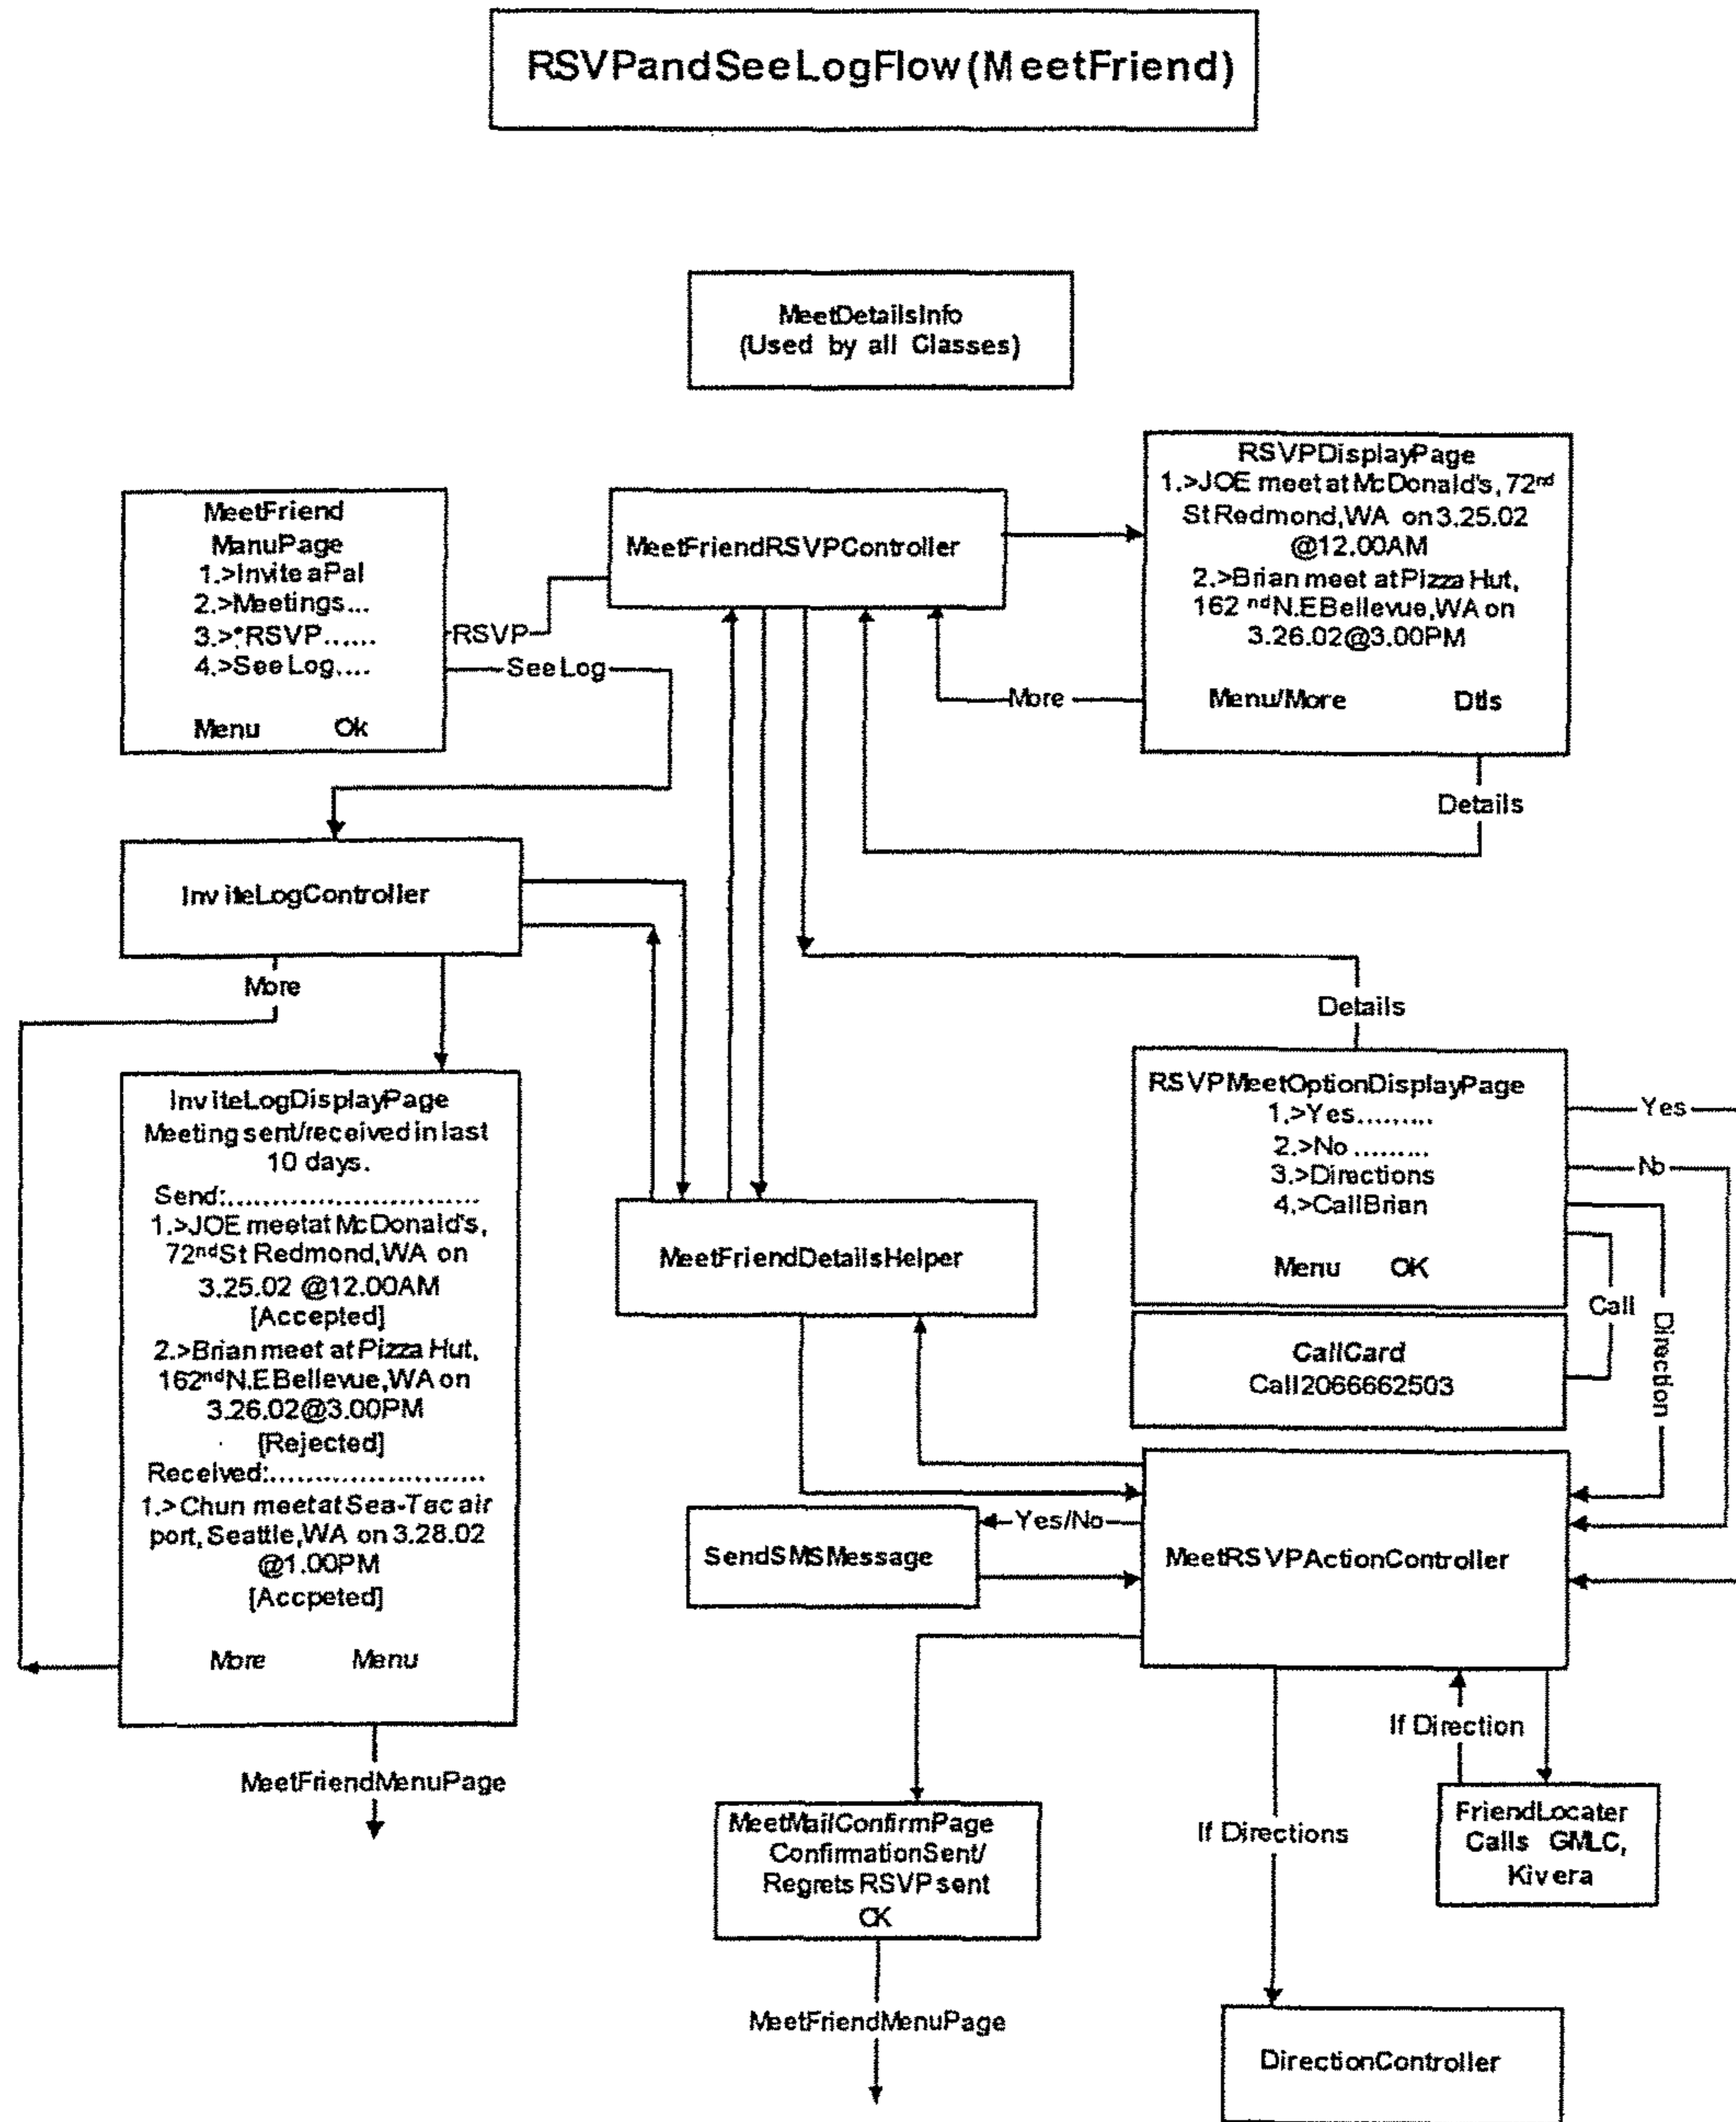 RSVPandSeeLogFlow(MeetFriend)
MeetDetailsInfo
(Used by all Classes)
MeetFriend
ManuPage
1.>Invite a Pal
2.>Meetings...
3.>*RSVP......
4.>See Log....
Menu Ok
RSVP
See Log
MeetFriendRSVPController
RSVPDisplayPage
1.>JOE meet at McDonald's, 72nd
St Redmond, WA on 3.25.02
@12.00AM
2.>Brian meet at Pizza Hut,
162 nd N.E Bellevue, WA on
3.26.02@3.00PM
Menu/More Dtls
More
Details
InviteLogController
More
Details
InviteLogDisplayPage
Meeting sent/received in last
10 days.
Send:............................
1.>JOE meet at McDonald's,
72nd St Redmond, WA on
3.25.02 @12.00AM
[Accepted]
2.>Brian meet at Pizza Hut,
162nd N.E Bellevue, WA on
3.26.02@3.00PM
[Rejected]
Received:........................
1.> Chun meet at Sea-Tac air
port, Seattle, WA on 3.28.02
@1.00PM
[Accpeted]
More Menu
MeetFriendMenuPage
MeetFriendDetailsHelper
RSVPMeetOptionDisplayPage
1.>Yes.........
2.>No .........
3.>Directions
4.>CallBrian
Menu OK
Yes
No
Call
Direction
CallCard
Call2066662503
SendSMSMessage
Yes/No
MeetRSVPActionController
If Direction
MeetMailConfirmPage
ConfirmationSent/
Regrets RSVP sent
OK
MeetFriendMenuPage
If Directions
FriendLocater
Calls GMLC,
Kivera
DirectionController